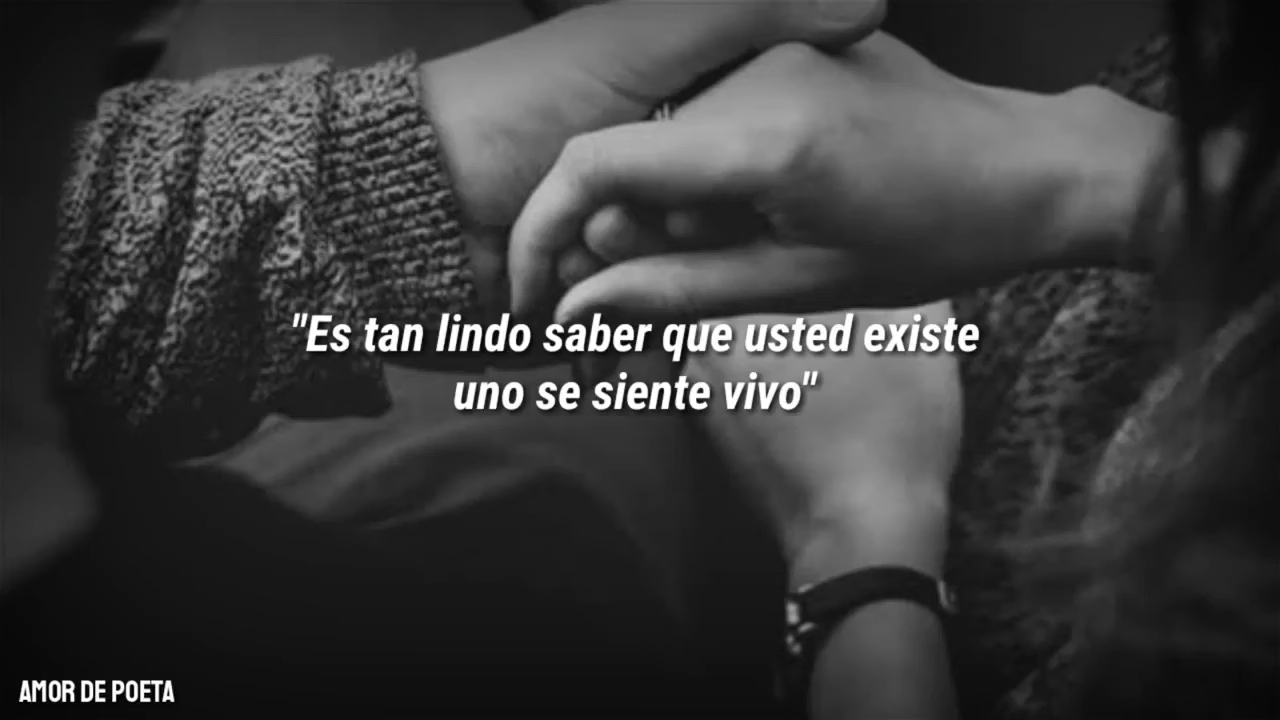 "Es tan lindo saber que usted existe
uno se siente vivo"
AMOR DE POETA